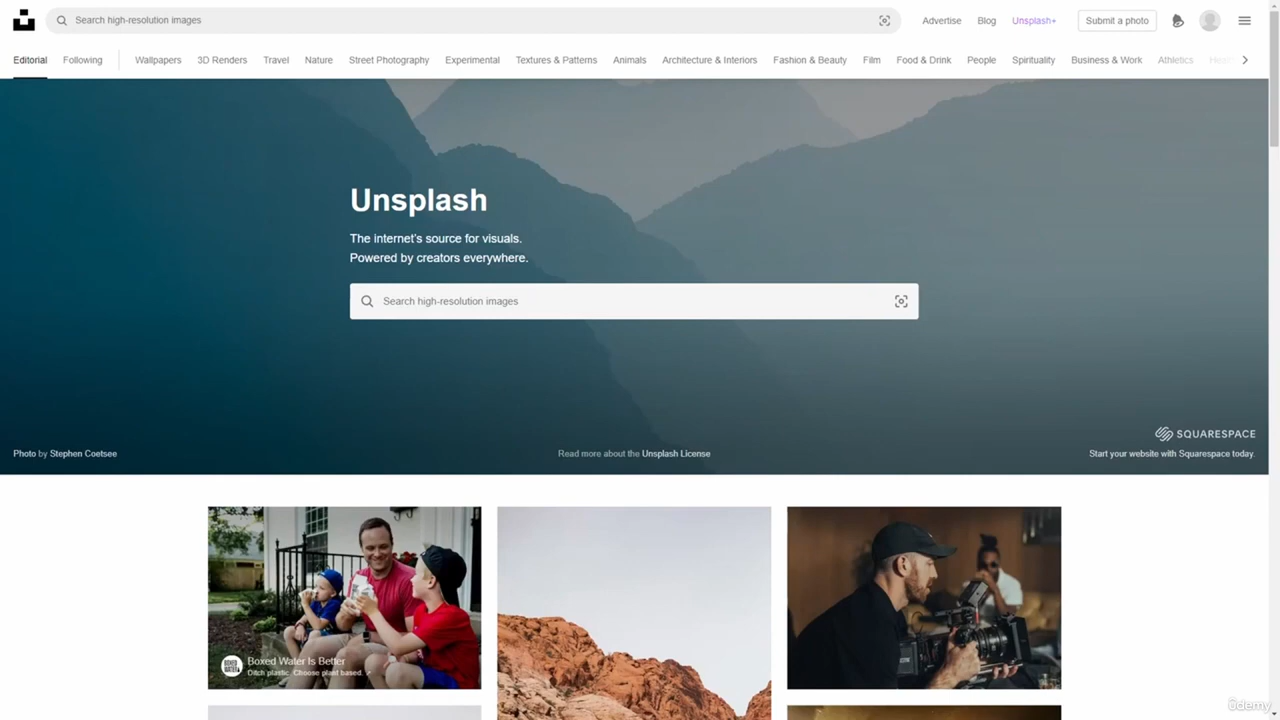 Search high-resolution images
Advertise
Blog
Unsplash+
Submit a photo
Editorial
Following
Wallpapers
3D Renders
Travel
Nature
Street Photography
Experimental
Textures & Patterns
Animals
Architecture & Interiors
Fashion & Beauty
Film
Food & Drink
People
Spirituality
Business & Work
Athletics
Unsplash
The internet's source for visuals.
Powered by creators everywhere.
Search high-resolution images
SQUARESPACE
Photo by Stephen Coetsee
Read more about the Unsplash License
Start your website with Squarespace today.
BOXED WATER
Boxed Water Is Better
Ditch plastic. Choose plant based.
ûdemy